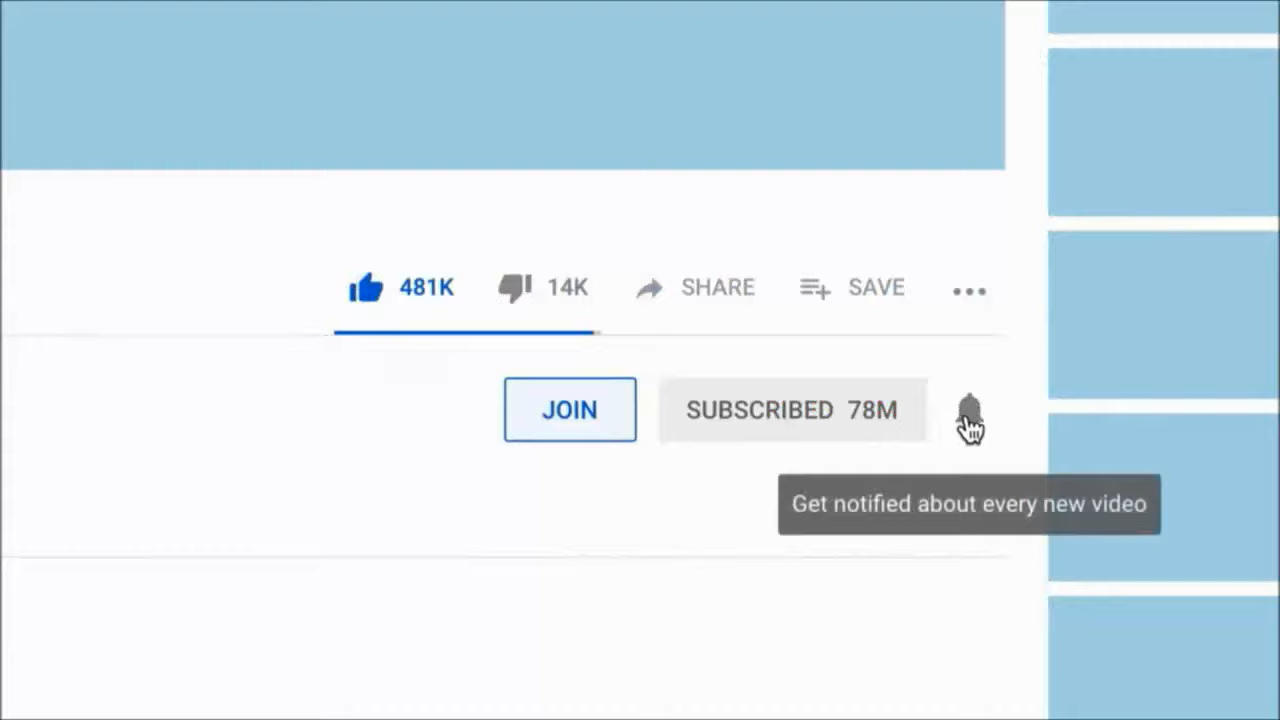 481K 14K SHARE SAVE
JOIN SUBSCRIBED 78M
Get notified about every new video